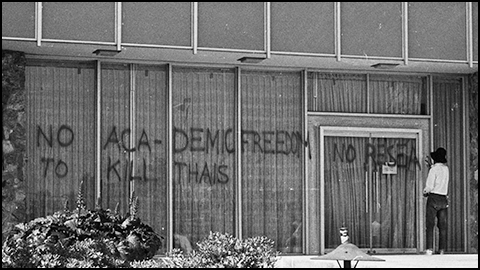 NO ACA-DEMIC FREEDOM
TO KILL THAIS
NO RESEA